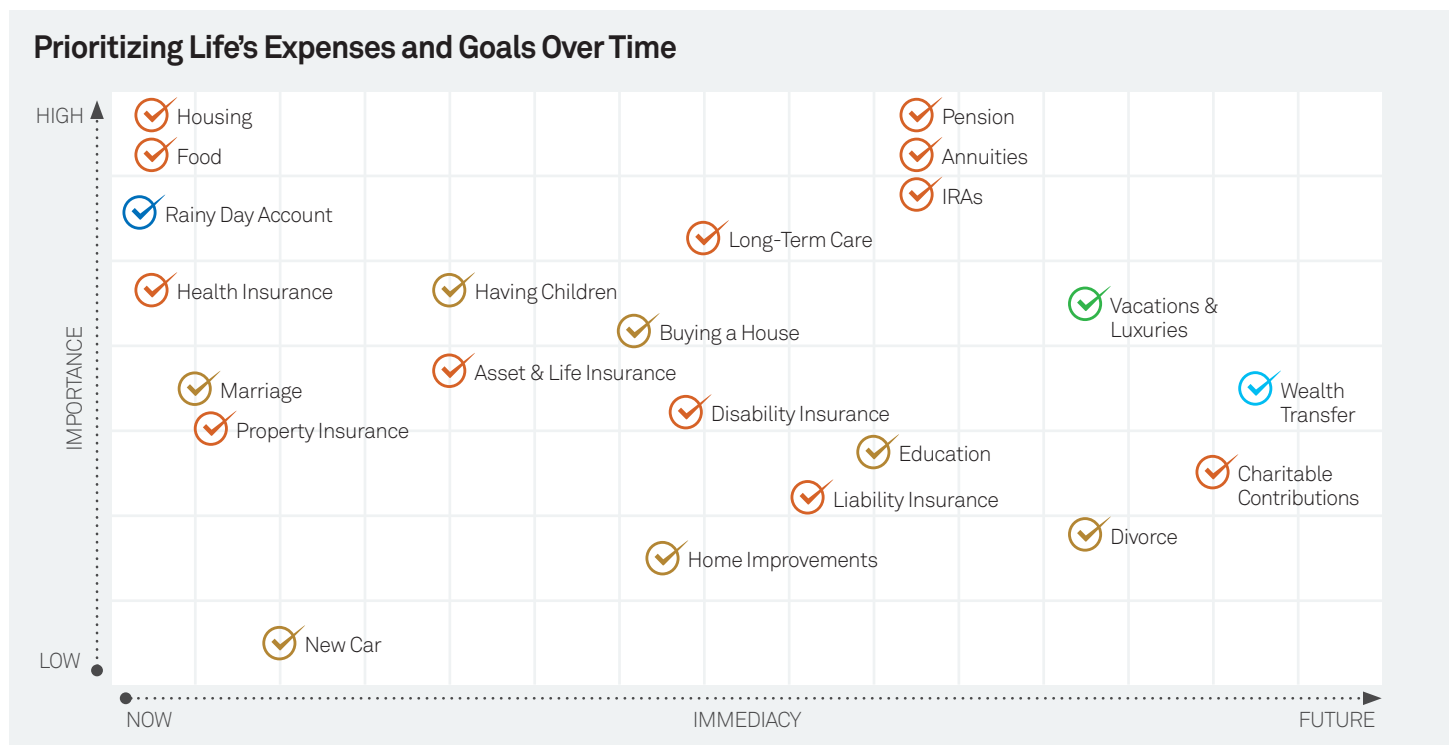 Prioritizing Life's Expenses and Goals Over Time
HIGH
Housing
Pension
Food
Annuities
IRAs
Rainy Day Account
Long-Term Care
Health Insurance
Having Children
Vacations &
Luxuries
Buying a House
IMPORTANCE
Asset & Life Insurance
Marriage
Wealth
Transfer
Disability Insurance
Property Insurance
Education
Charitable
Contributions
Liability Insurance
Divorce
Home Improvements
New Car
LOW
NOW
IMMEDIACY
FUTURE